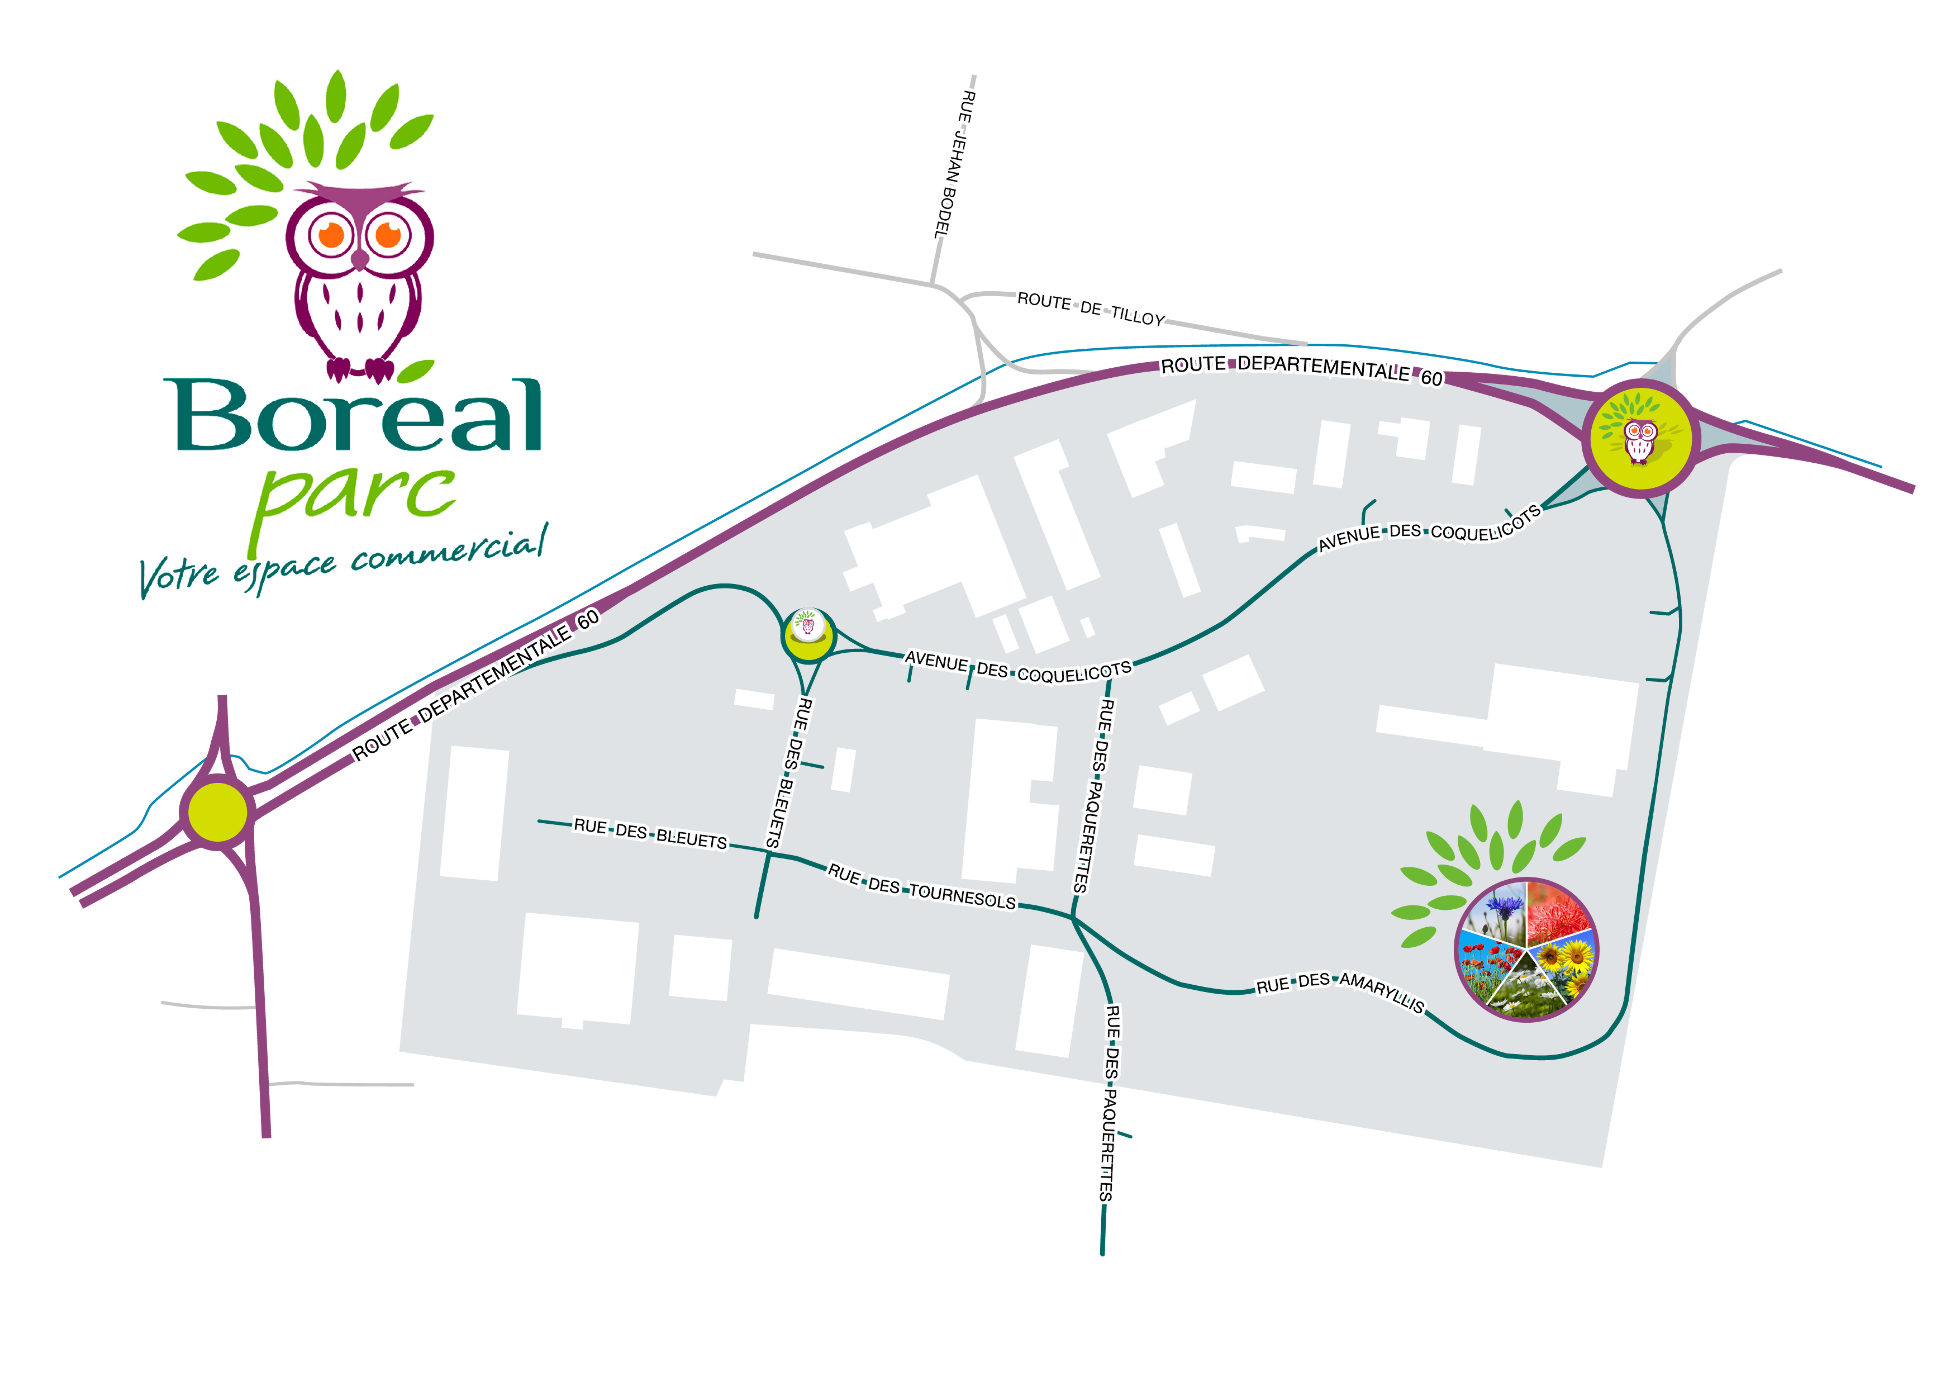 RUE JEHAN BODEL
ROUTE DE TILLOY
ROUTE DEPARTEMENTALE 60
Boreal
parc
Votre espace commercial
AVENUE DES COQUELICOTS
ROUTE DEPARTEMENTALE 60
AVENUE DES COQUELICOTS
RUE DES BLEUETS
RUE DES PAQUERETTES
RUE DES BLEUETS
RUE DES TOURNESOLS
RUE DES AMARYLLIS
RUE DES PAQUERETTES